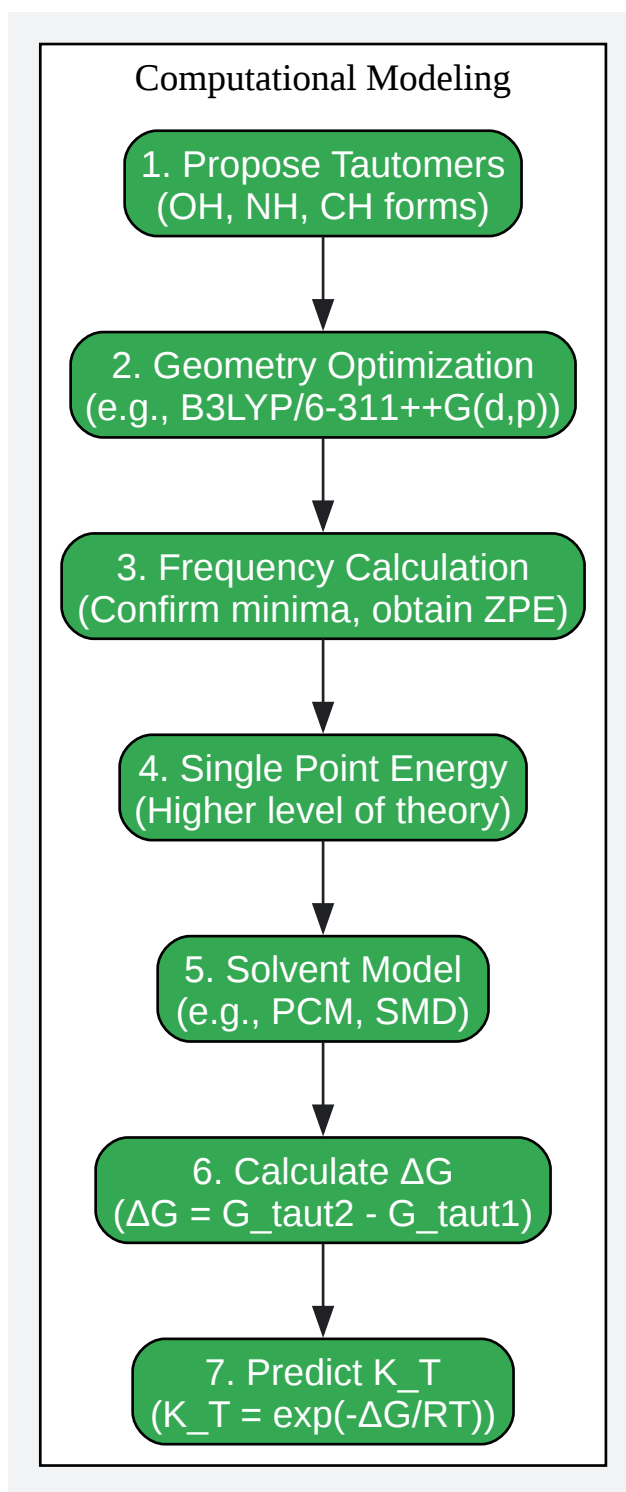 Computational Modeling
1. Propose Tautomers
(OH, NH, CH forms)
2. Geometry Optimization
(e.g., B3LYP/6-311++G(d,p))
3. Frequency Calculation
(Confirm minima, obtain ZPE)
4. Single Point Energy
(Higher level of theory)
5. Solvent Model
(e.g., PCM, SMD)
6. Calculate ΔG
(ΔG = G_taut2 - G_taut1)
7. Predict K_T
(K_T = exp(-ΔG/RT))